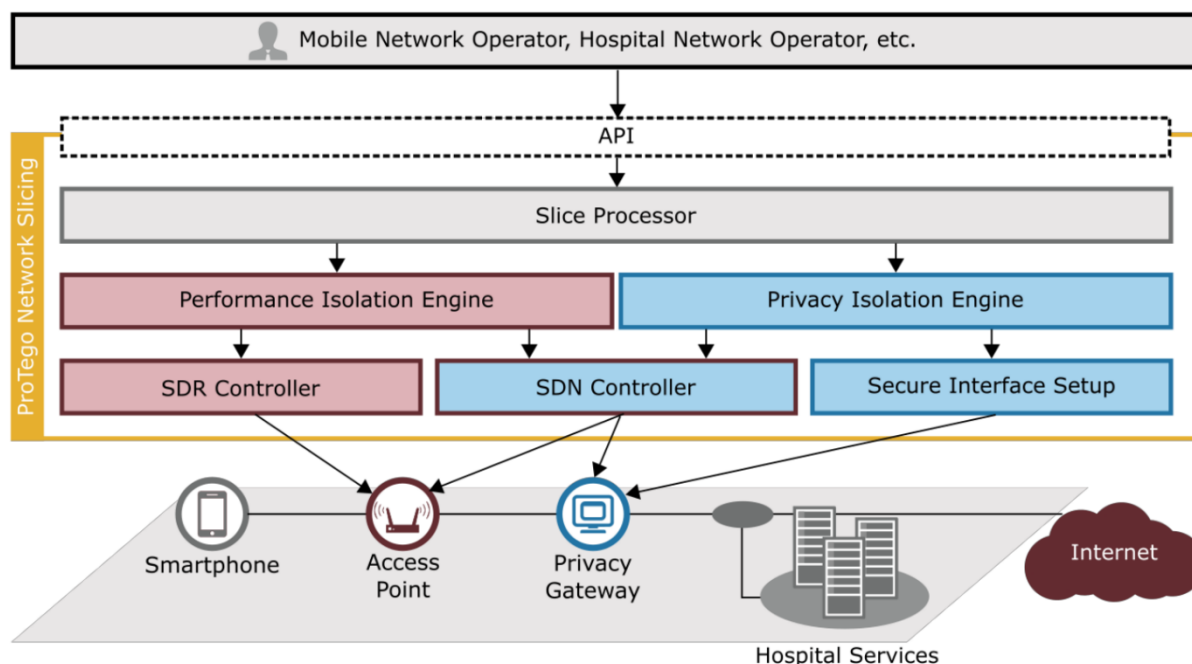 Mobile Network Operator, Hospital Network Operator, etc.
API
ProTego Network Slicing
Slice Processor
Performance Isolation Engine
Privacy Isolation Engine
SDR Controller
SDN Controller
Secure Interface Setup
Smartphone
Access
Point
Privacy
Gateway
Internet
Hospital Services